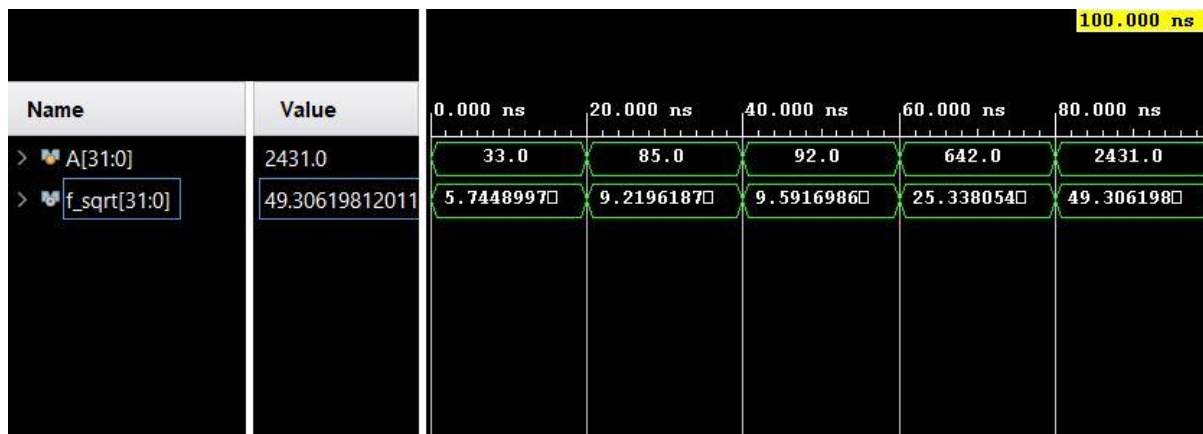 100.000 ns
Name Value 0.000 ns 20.000 ns 40.000 ns 60.000 ns 80.000 ns
A[31:0] 2431.0 33.0 85.0 92.0 642.0 2431.0
f_sqrt[31:0] 49.30619812011 5.7448997□ 9.2196187□ 9.5916986□ 25.338054□ 49.306198□